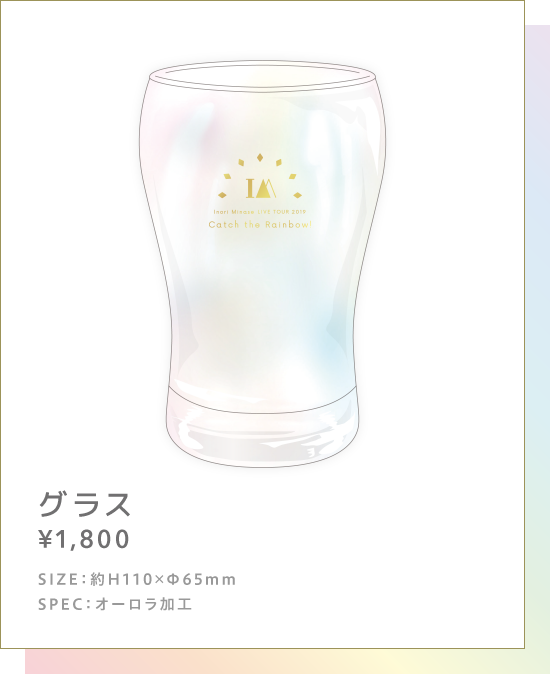 IM
Inori Minase LIVE TOUR 2019
Catch the Rainbow!
グラス
¥1,800
SIZE：約H110×Φ65mm
SPEC：オーロラ加工